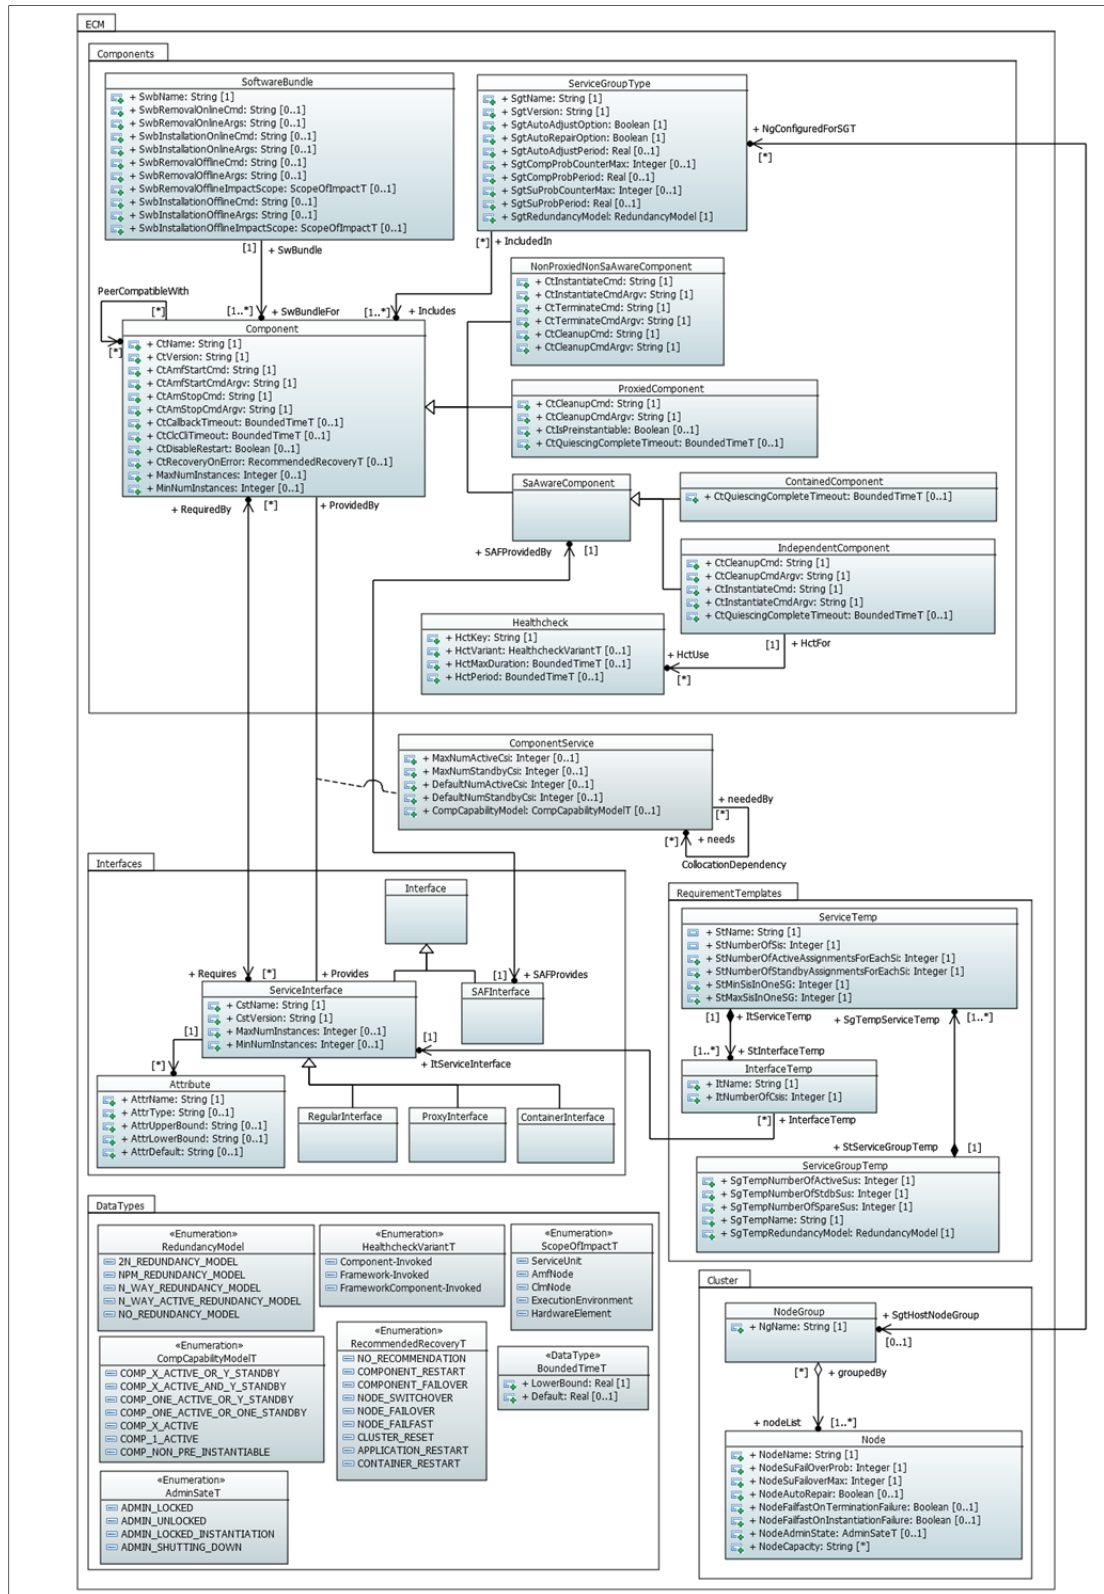 ECM
Components
SoftwareBundle
+ SwbName: String [1]
+ SwbRemovalOnlineCmd: String [0..1]
+ SwbRemovalOnlineArgs: String [0..1]
+ SwbInstallationOnlineCmd: String [0..1]
+ SwbInstallationOnlineArgs: String [0..1]
+ SwbRemovalOfflineCmd: String [0..1]
+ SwbRemovalOfflineArgs: String [0..1]
+ SwbRemovalOfflineImpactScope: ScopeOfImpactT [0..1]
+ SwbInstallationOfflineCmd: String [0..1]
+ SwbInstallationOfflineArgs: String [0..1]
+ SwbInstallationOfflineImpactScope: ScopeOfImpactT [0..1]
ServiceGroupType
+ SgtName: String [1]
+ SgtVersion: String [1]
+ SgtAutoAdjustOption: Boolean [1]
+ SgtAutoRepairOption: Boolean [1]
+ SgtAutoAdjustPeriod: Real [0..1]
+ SgtCompProbCounterMax: Integer [0..1]
+ SgtCompProbPeriod: Real [0..1]
+ SgtSuProbCounterMax: Integer [0..1]
+ SgtSuProbPeriod: Real [0..1]
+ SgtRedundancyModel: RedundancyModel [1]
+ NgConfiguredForSGT
[*]
[1] + SwBundle
[*] + IncludedIn
PeerCompatibleWith
[*]
[1..*] + SwBundleFor
[1..*] + Includes
[*]
NonProxiedNonSaAwareComponent
+ CtInstantiateCmd: String [1]
+ CtInstantiateCmdArgv: String [1]
+ CtTerminateCmd: String [1]
+ CtTerminateCmdArgv: String [1]
+ CtCleanupCmd: String [1]
+ CtCleanupCmdArgv: String [1]
Component
+ CtName: String [1]
+ CtVersion: String [1]
+ CtAmfStartCmd: String [1]
+ CtAmfStartCmdArgv: String [1]
+ CtAmStopCmd: String [1]
+ CtAmStopCmdArgv: String [1]
+ CtCallbackTimeout: BoundedTimeT [0..1]
+ CtClcCliTimeout: BoundedTimeT [0..1]
+ CtDisableRestart: Boolean [0..1]
+ CtRecoveryOnError: RecommendedRecoveryT [0..1]
+ MaxNumInstances: Integer [0..1]
+ MinNumInstances: Integer [0..1]
ProxiedComponent
+ CtCleanupCmd: String [1]
+ CtCleanupCmdArgv: String [1]
+ CtIsPreinstantiable: Boolean [0..1]
+ CtQuiescingCompleteTimeout: BoundedTimeT [0..1]
SaAwareComponent
ContainedComponent
+ CtQuiescingCompleteTimeout: BoundedTimeT [0..1]
+ RequiredBy [*] + ProvidedBy
+ SAFProvidedBy [1]
IndependentComponent
+ CtCleanupCmd: String [1]
+ CtCleanupCmdArgv: String [1]
+ CtInstantiateCmd: String [1]
+ CtInstantiateCmdArgv: String [1]
+ CtQuiescingCompleteTimeout: BoundedTimeT [0..1]
Healthcheck
+ HctKey: String [1]
+ HctVariant: HealthcheckVariantT [0..1]
+ HctMaxDuration: BoundedTimeT [0..1]
+ HctPeriod: BoundedTimeT [0..1]
[1] + HctFor
+ HctUse
[*]
ComponentService
+ MaxNumActiveCsi: Integer [0..1]
+ MaxNumStandbyCsi: Integer [0..1]
+ DefaultNumActiveCsi: Integer [0..1]
+ DefaultNumStandbyCsi: Integer [0..1]
+ CompCapabilityModel: CompCapabilityModelT [0..1]
+ neededBy
[*]
[*] + needs
CollocationDependency
Interfaces
Interface
+ Requires [*] + Provides
[1] + SAFProvides
ServiceInterface
+ CstName: String [1]
+ CstVersion: String [1]
+ MaxNumInstances: Integer [0..1]
+ MinNumInstances: Integer [0..1]
SAFInterface
[1]
[*]
[1]
+ ItServiceInterface
Attribute
+ AttrName: String [1]
+ AttrType: String [0..1]
+ AttrUpperBound: String [0..1]
+ AttrLowerBound: String [0..1]
+ AttrDefault: String [0..1]
RegularInterface
ProxyInterface
ContainerInterface
RequirementTemplates
ServiceTemp
+ StName: String [1]
+ StNumberOfSis: Integer [1]
+ StNumberOfActiveAssignmentsForEachSi: Integer [1]
+ StNumberOfStandbyAssignmentsForEachSi: Integer [1]
+ StMinSisInOneSG: Integer [1]
+ StMaxSisInOneSG: Integer [1]
[1] + ItServiceTemp
+ SgTempServiceTemp [1..*]
[1..*] + StInterfaceTemp
InterfaceTemp
+ ItName: String [1]
+ ItNumberOfCsis: Integer [1]
[*] + InterfaceTemp
+ StServiceGroupTemp [1]
ServiceGroupTemp
+ SgTempNumberOfActiveSus: Integer [1]
+ SgTempNumberOfStdbSus: Integer [1]
+ SgTempNumberOfSpareSus: Integer [1]
+ SgTempName: String [1]
+ SgTempRedundancyModel: RedundancyModel [1]
DataTypes
«Enumeration»
RedundancyModel
2N_REDUNDANCY_MODEL
NPM_REDUNDANCY_MODEL
N_WAY_REDUNDANCY_MODEL
N_WAY_ACTIVE_REDUNDANCY_MODEL
NO_REDUNDANCY_MODEL
«Enumeration»
HealthcheckVariantT
Component-Invoked
Framework-Invoked
FrameworkComponent-Invoked
«Enumeration»
ScopeOfImpactT
ServiceUnit
AmfNode
ClmNode
ExecutionEnvironment
HardwareElement
«Enumeration»
CompCapabilityModelT
COMP_X_ACTIVE_OR_Y_STANDBY
COMP_X_ACTIVE_AND_Y_STANDBY
COMP_ONE_ACTIVE_OR_Y_STANDBY
COMP_ONE_ACTIVE_OR_ONE_STANDBY
COMP_X_ACTIVE
COMP_1_ACTIVE
COMP_NON_PRE_INSTANTIABLE
«Enumeration»
RecommendedRecoveryT
NO_RECOMMENDATION
COMPONENT_RESTART
COMPONENT_FAILOVER
NODE_SWITCHOVER
NODE_FAILOVER
NODE_FAILFAST
CLUSTER_RESET
APPLICATION_RESTART
CONTAINER_RESTART
«DataType»
BoundedTimeT
+ LowerBound: Real [1]
+ Default: Real [0..1]
«Enumeration»
AdminSateT
ADMIN_LOCKED
ADMIN_UNLOCKED
ADMIN_LOCKED_INSTANTIATION
ADMIN_SHUTTING_DOWN
Cluster
NodeGroup
+ NgName: String [1]
+ SgtHostNodeGroup
[0..1]
[*] + groupedBy
+ nodeList [1..*]
Node
+ NodeName: String [1]
+ NodeSuFailOverProb: Integer [1]
+ NodeSuFailoverMax: Integer [1]
+ NodeAutoRepair: Boolean [0..1]
+ NodeFailfastOnTerminationFailure: Boolean [0..1]
+ NodeFailfastOnInstantiationFailure: Boolean [0..1]
+ NodeAdminState: AdminSateT [0..1]
+ NodeCapacity: String [*]